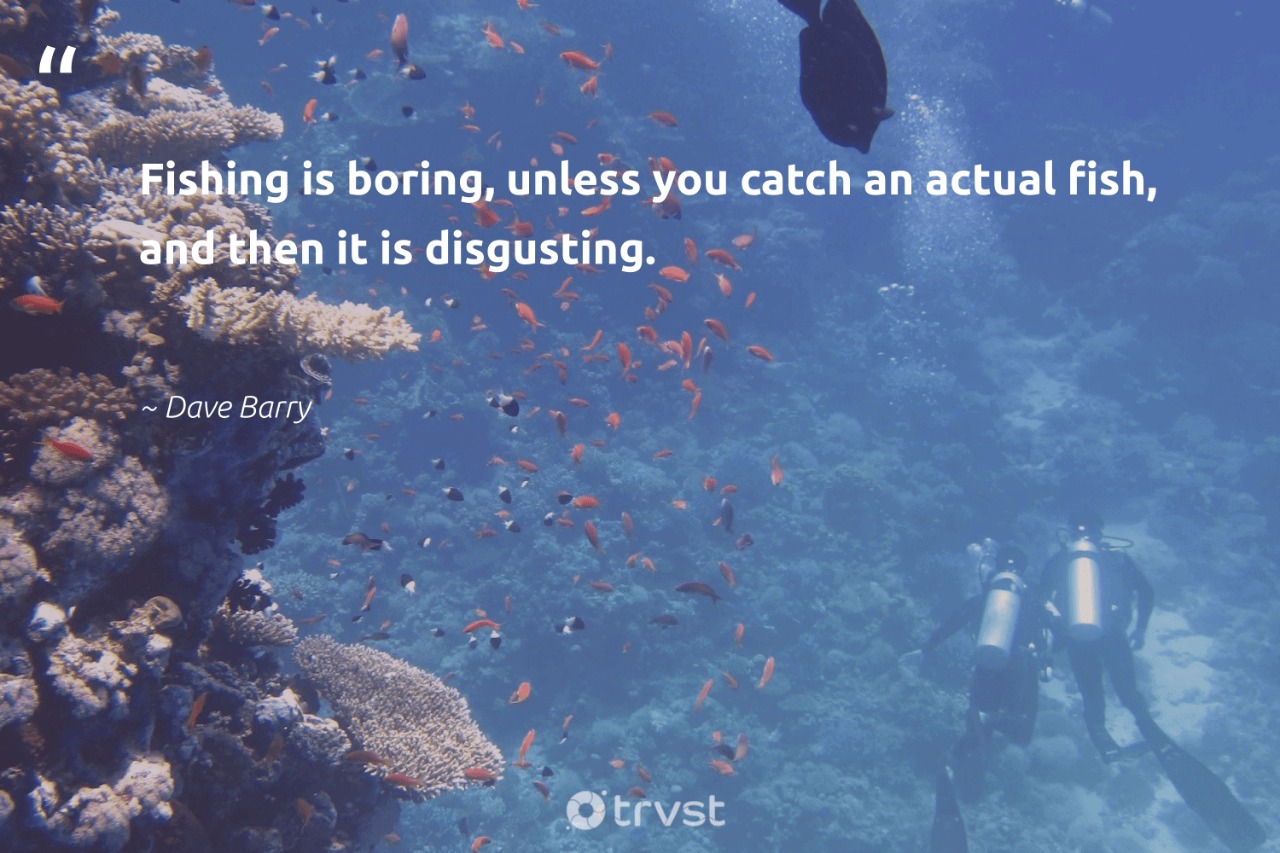 “
Fishing is boring, unless you catch an actual fish,
and then it is disgusting.
~ Dave Barry
trvst